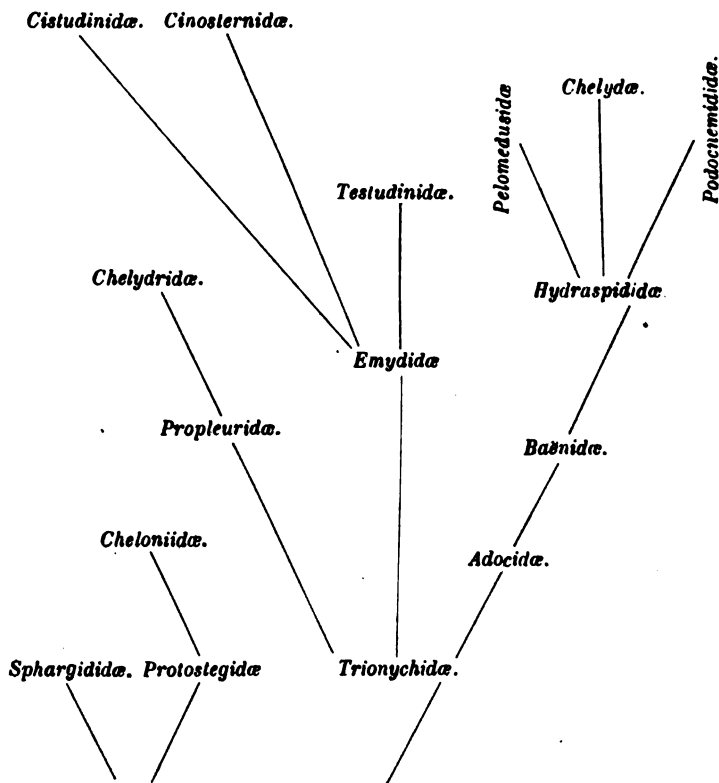 Cistudinidæ. Cinosternidæ.
Chelydæ.
Pelomedusidæ
Podocnemididæ.
Testudinidæ.
Chelydridæ.
Hydraspididæ
Emydidæ
Propleuridæ.
Baënidæ.
Cheloniidæ.
Adocidæ.
Sphargididæ. Protostegidæ
Trionychidæ.